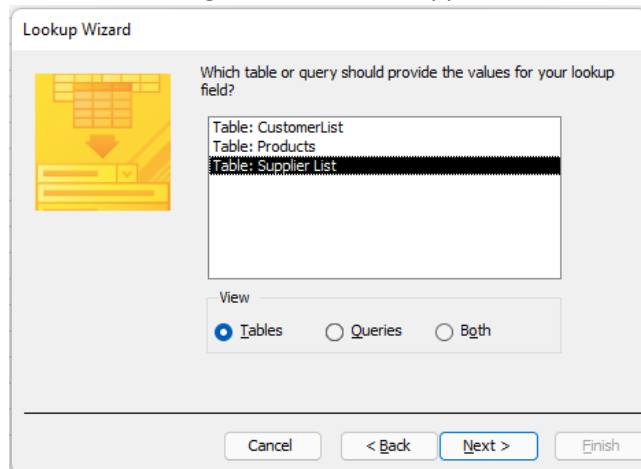 Lookup Wizard
Which table or query should provide the values for your lookup
field?
Table: CustomerList
Table: Products
Table: Supplier List
View
Tables Queries Both
Cancel < Back Next > Finish